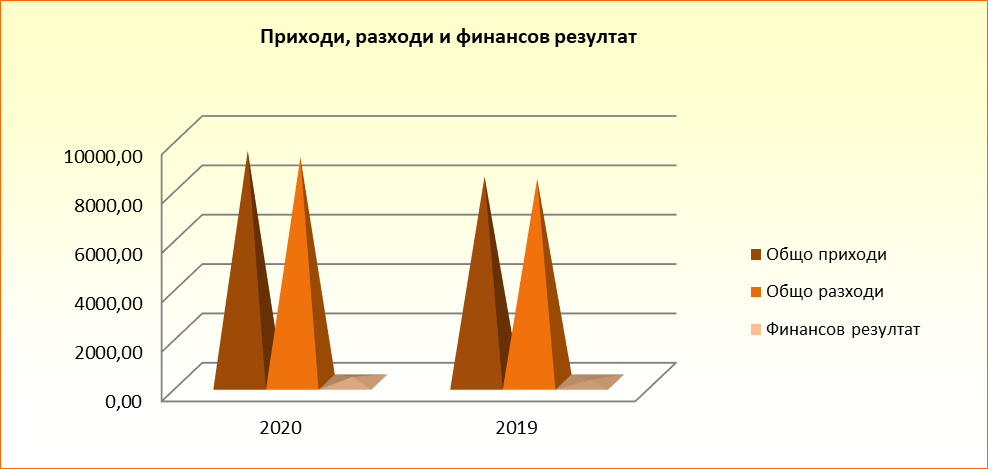 Приходи, разходи и финансов резултат
10000,00
8000,00
6000,00
4000,00
2000,00
0,00
2020
2019
Общо приходи
Общо разходи
Финансов резултат